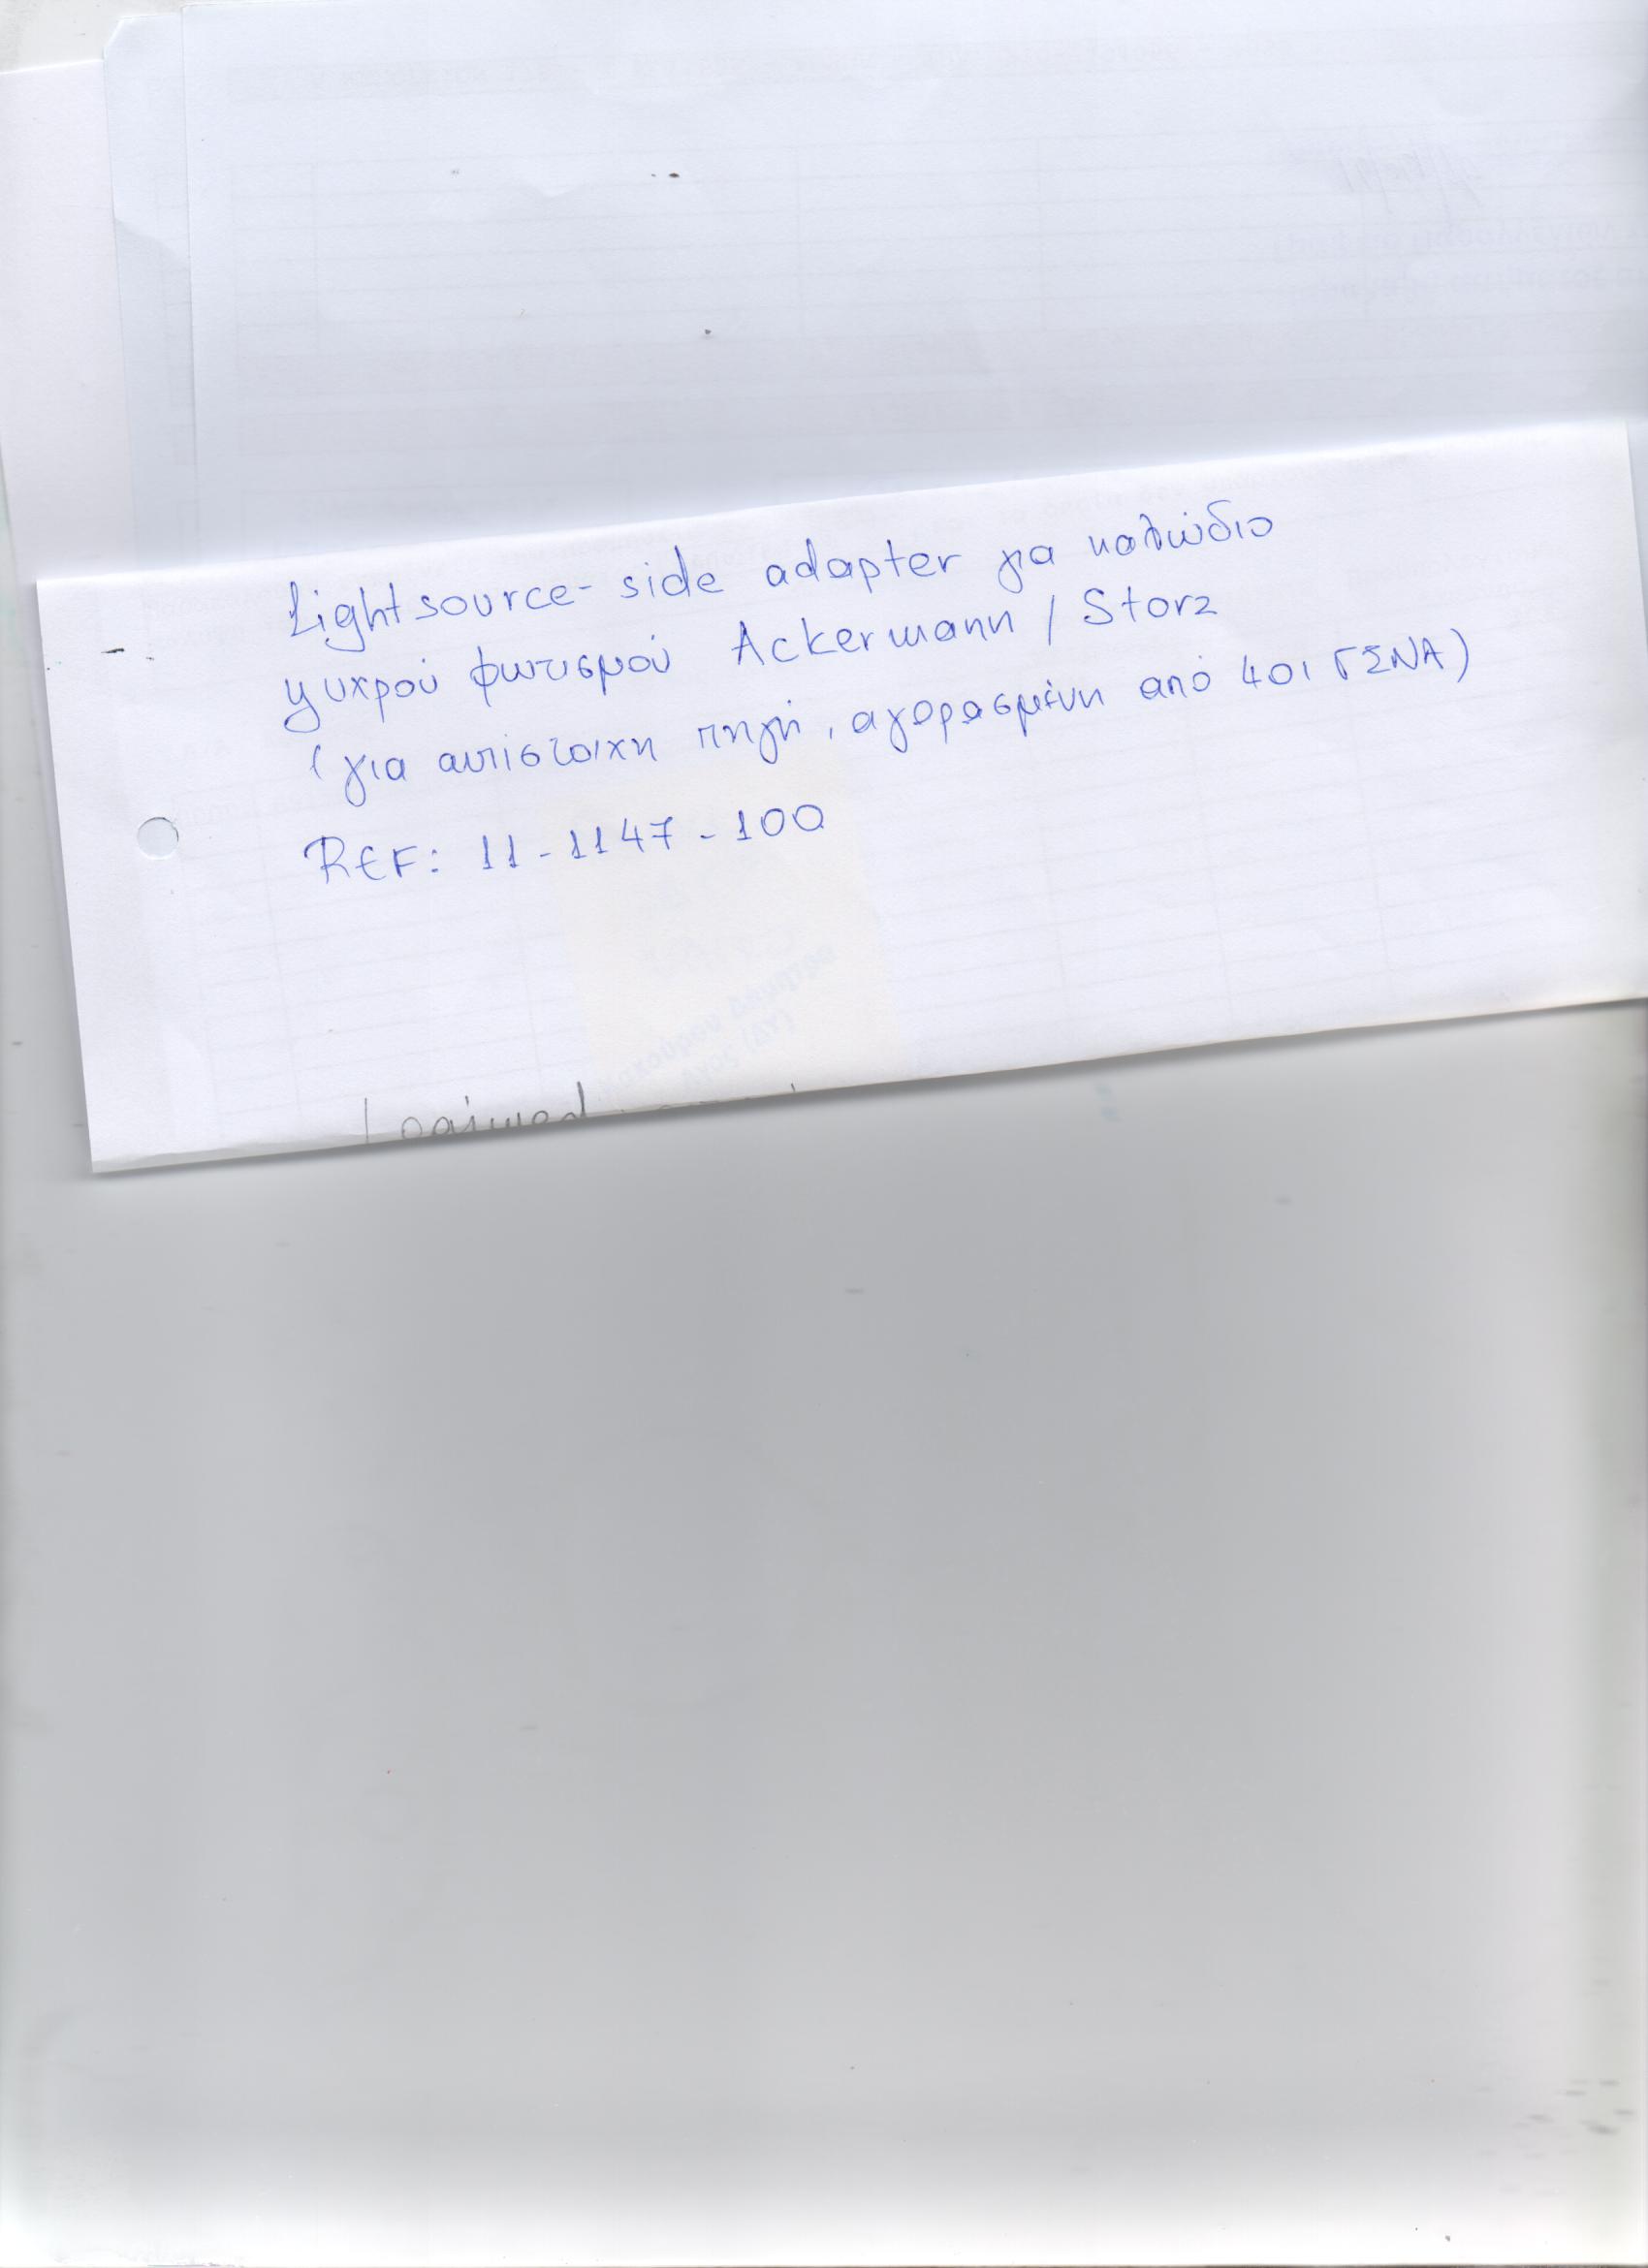 Lightsource-side adapter για καλώδιο
ψυχρού φωτισμού Ackermann / Storz
(για αντίστοιχη πηγή, αγορασμένη από 401 ΓΣΝΑ)
REF: 11-1147-100